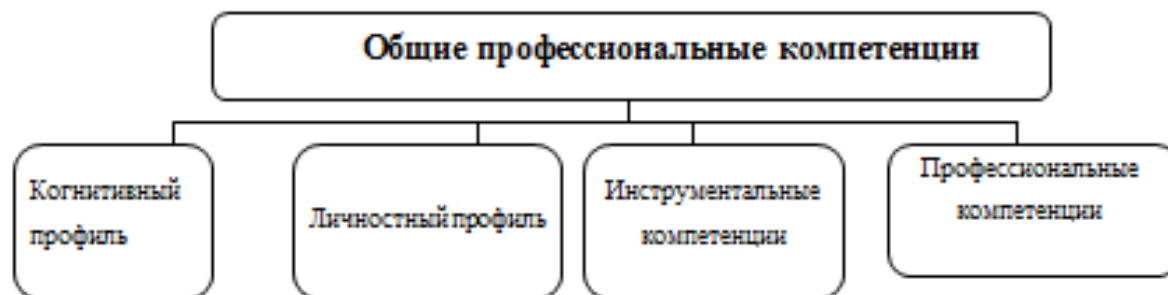 Общие профессиональные компетенции
Когнитивный
профиль
Личностный профиль
Инструментальные
компетенции
Профессиональные
компетенции